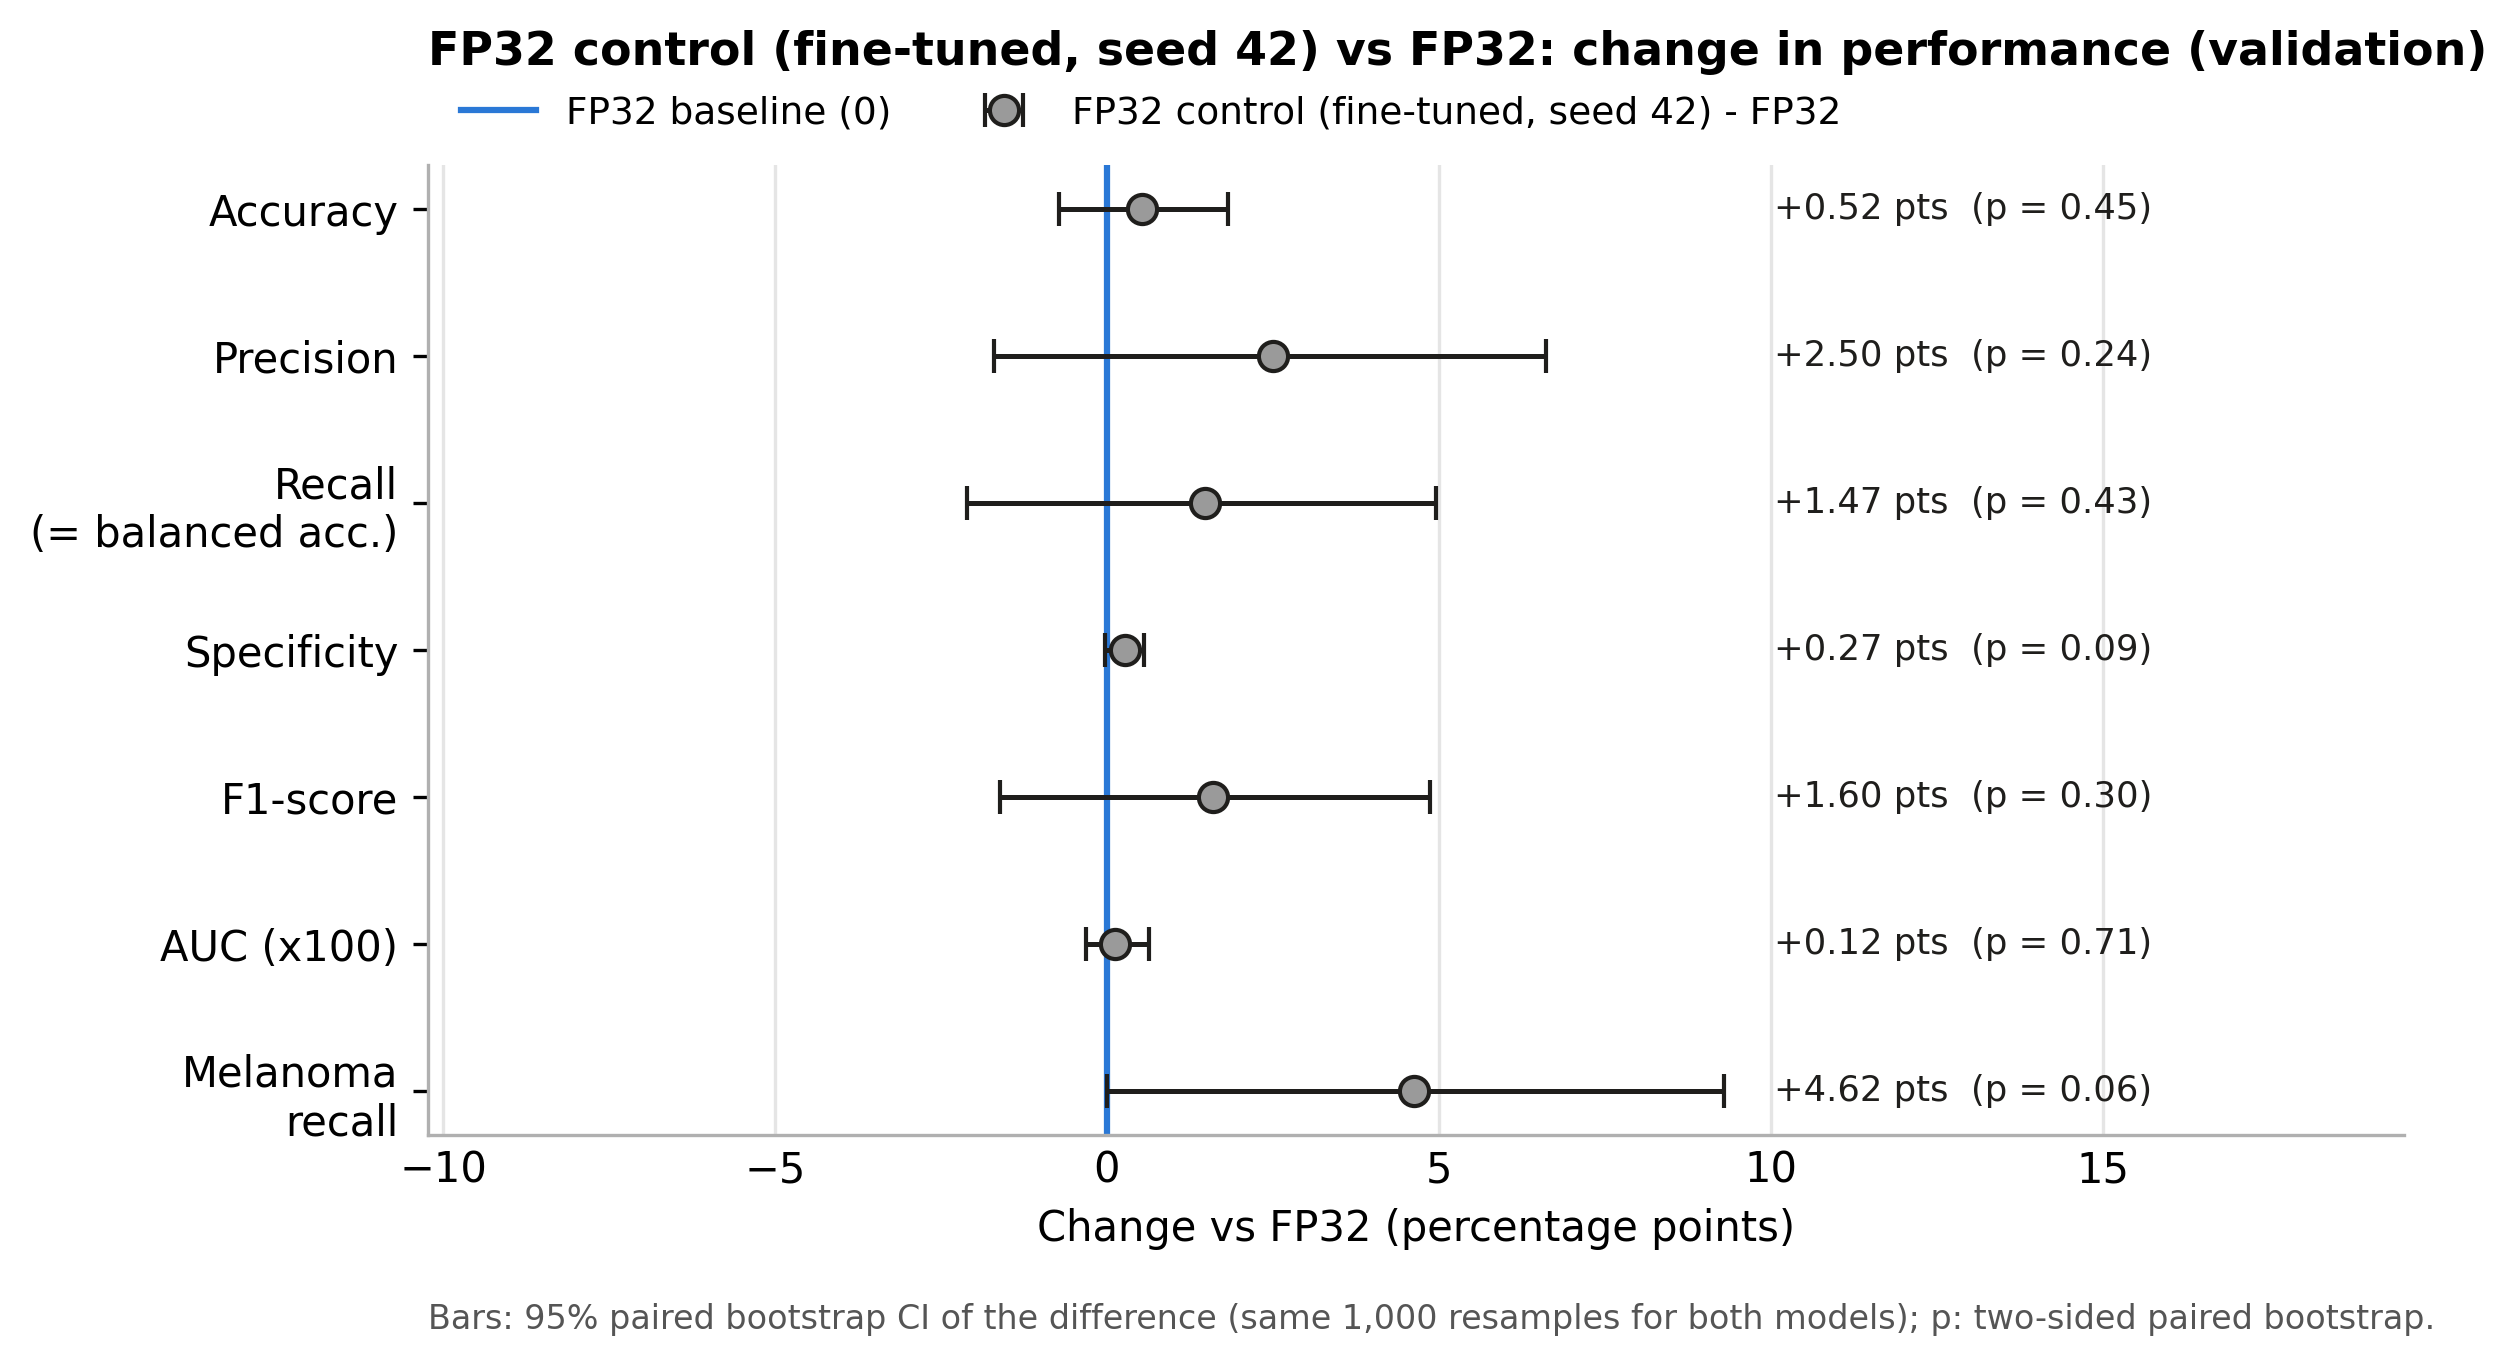 FP32 control (fine-tuned, seed 42) vs FP32: change in performance (validation)
FP32 baseline (0)
FP32 control (fine-tuned, seed 42) - FP32
Accuracy
+0.52 pts (p = 0.45)
Precision
+2.50 pts (p = 0.24)
Recall
(= balanced acc.)
+1.47 pts (p = 0.43)
Specificity
+0.27 pts (p = 0.09)
F1-score
+1.60 pts (p = 0.30)
AUC (x100)
+0.12 pts (p = 0.71)
Melanoma
recall
+4.62 pts (p = 0.06)
−10 −5 0 5 10 15
Change vs FP32 (percentage points)
Bars: 95% paired bootstrap CI of the difference (same 1,000 resamples for both models); p: two-sided paired bootstrap.